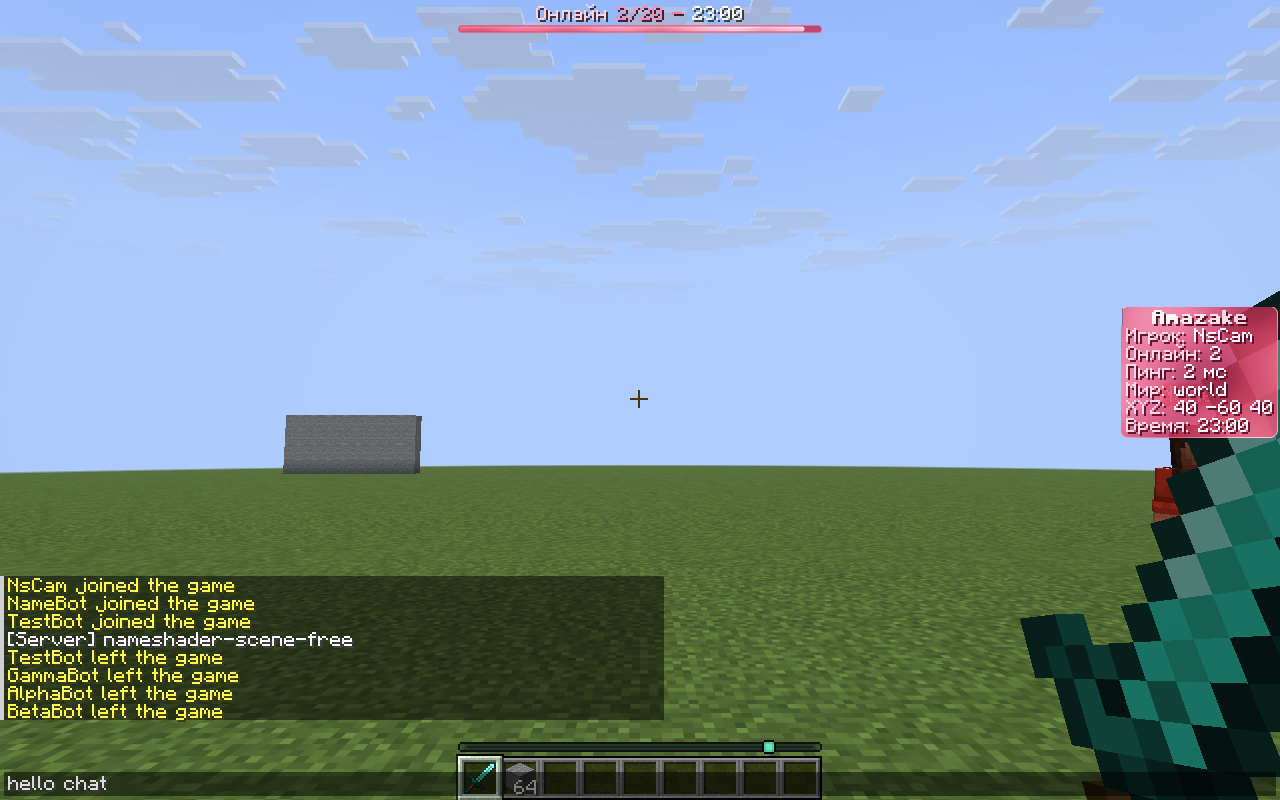 Онлайн 2/20 – 23:00
Amazake
Игрок: NsCam
Онлайн: 2
Пинг: 2 мс
Мир: world
XYZ: 40 -60 40
Время: 23:00
NsCam joined the game
NameBot joined the game
TestBot joined the game
[Server] nameshader-scene-free
TestBot left the game
GammaBot left the game
AlphaBot left the game
BetaBot left the game
64
hello chat